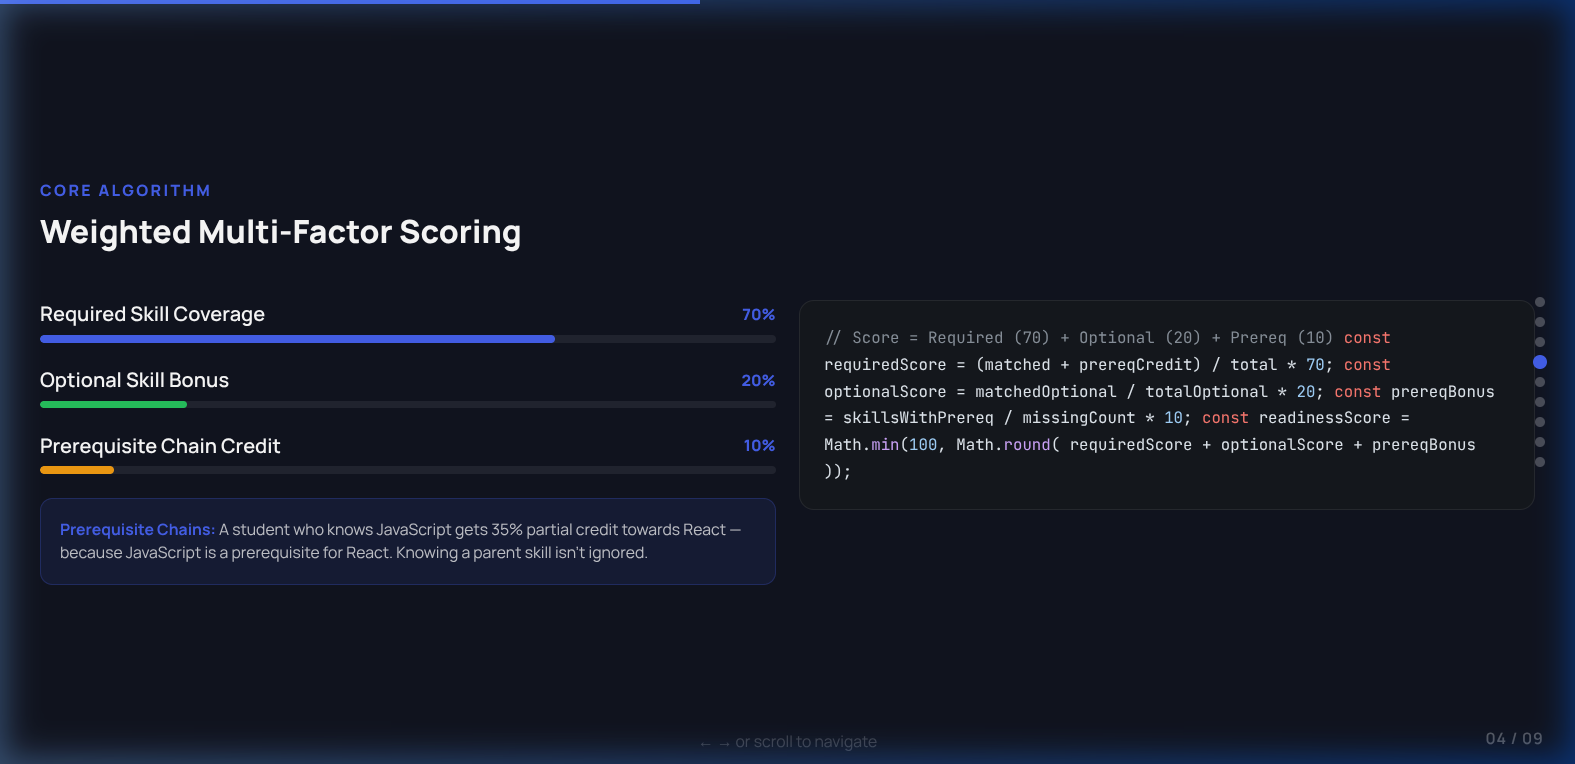 CORE ALGORITHM
Weighted Multi-Factor Scoring
Required Skill Coverage 70%
Optional Skill Bonus 20%
Prerequisite Chain Credit 10%
Prerequisite Chains: A student who knows JavaScript gets 35% partial credit towards React —
because JavaScript is a prerequisite for React. Knowing a parent skill isn't ignored.
// Score = Required (70) + Optional (20) + Prereq (10) const
requiredScore = (matched + prereqCredit) / total * 70; const
optionalScore = matchedOptional / totalOptional * 20; const prereqBonus
= skillsWithPrereq / missingCount * 10; const readinessScore =
Math.min(100, Math.round( requiredScore + optionalScore + prereqBonus
));
← → or scroll to navigate
04 / 09